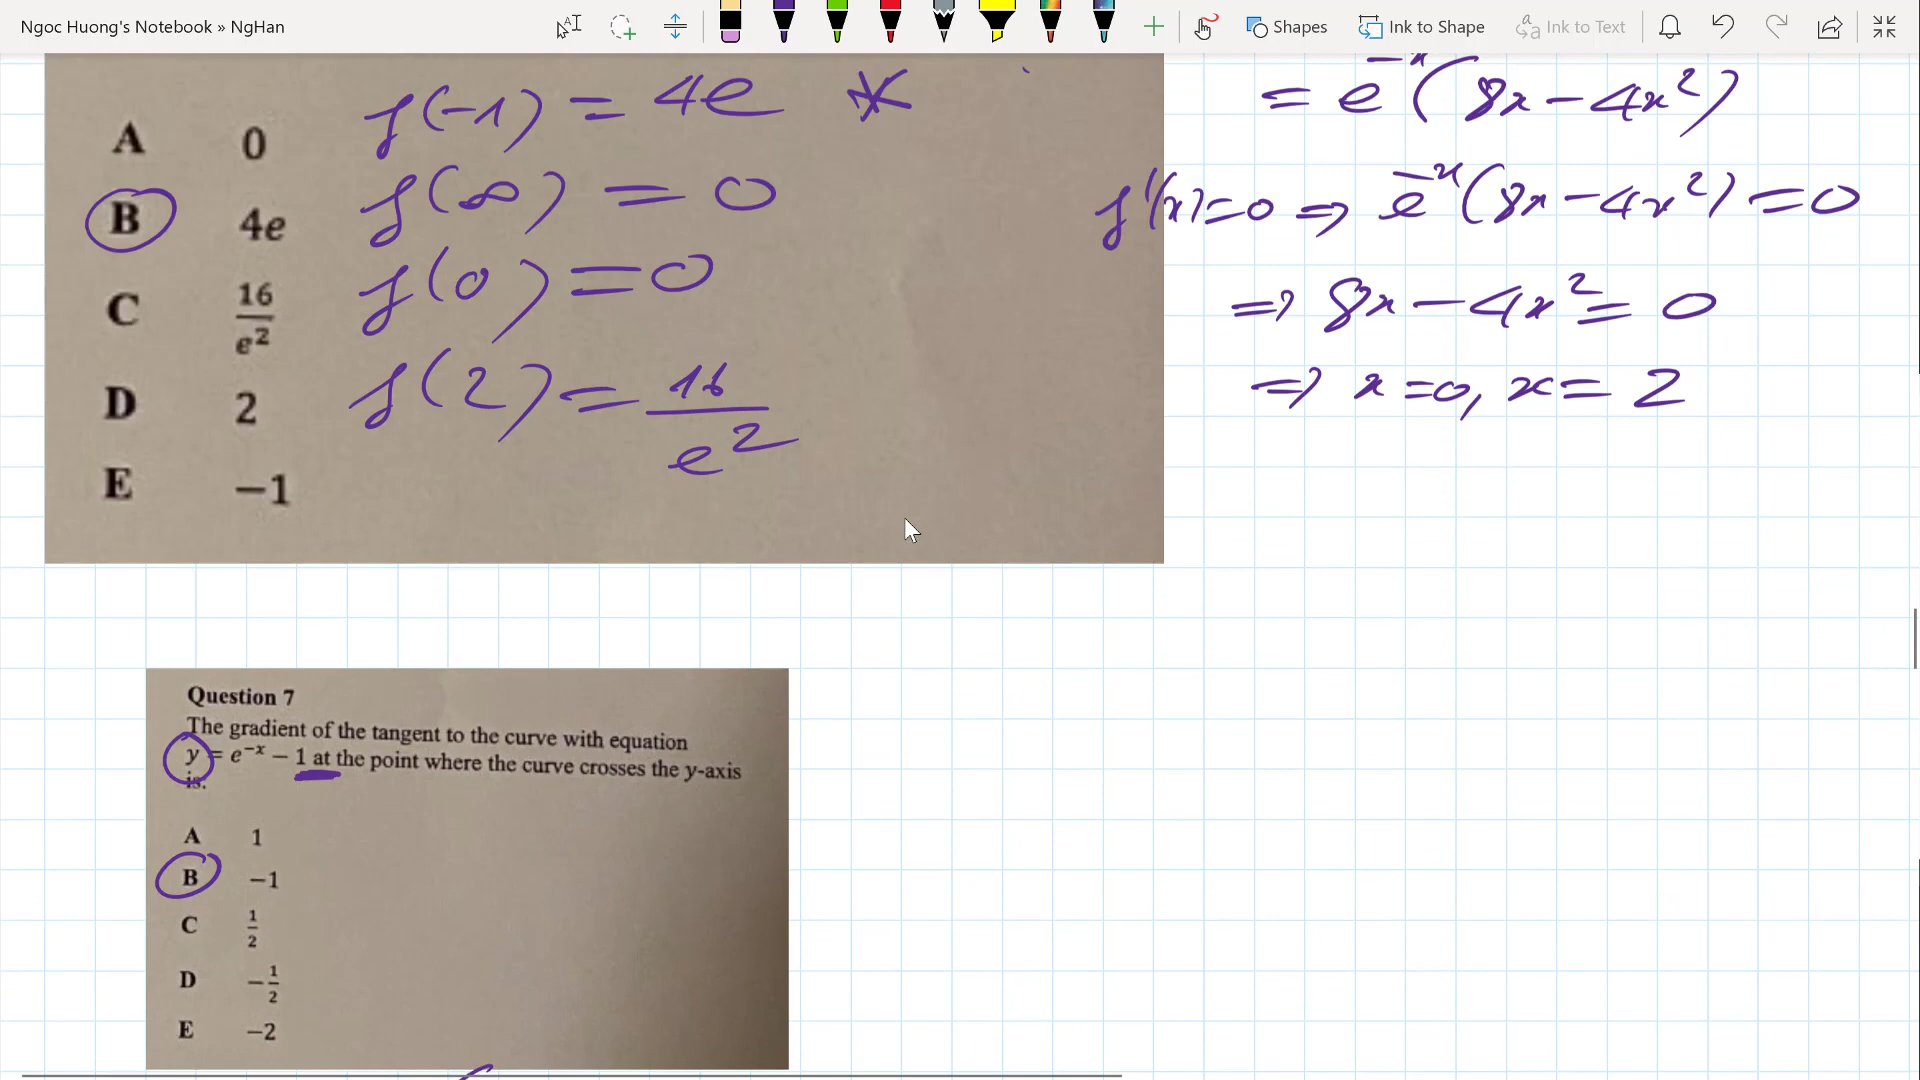 Ngoc Huong's Notebook » NgHan
Shapes
Ink to Shape
Ink to Text
A 0
B 4e
C 16/e²
D 2
E −1
f(-1) = 4e *
f(∞) = 0
f(0) = 0
f(2) = 16/e²
= e⁻ˣ(8x − 4x²)
f'(x)=0 ⇒ e⁻ˣ(8x − 4x²) = 0
⇒ 8x − 4x² = 0
⇒ x = 0, x = 2
Question 7
The gradient of the tangent to the curve with equation
y = e⁻ˣ − 1 at the point where the curve crosses the y-axis
is:
A 1
B −1
C 1/2
D −1/2
E −2